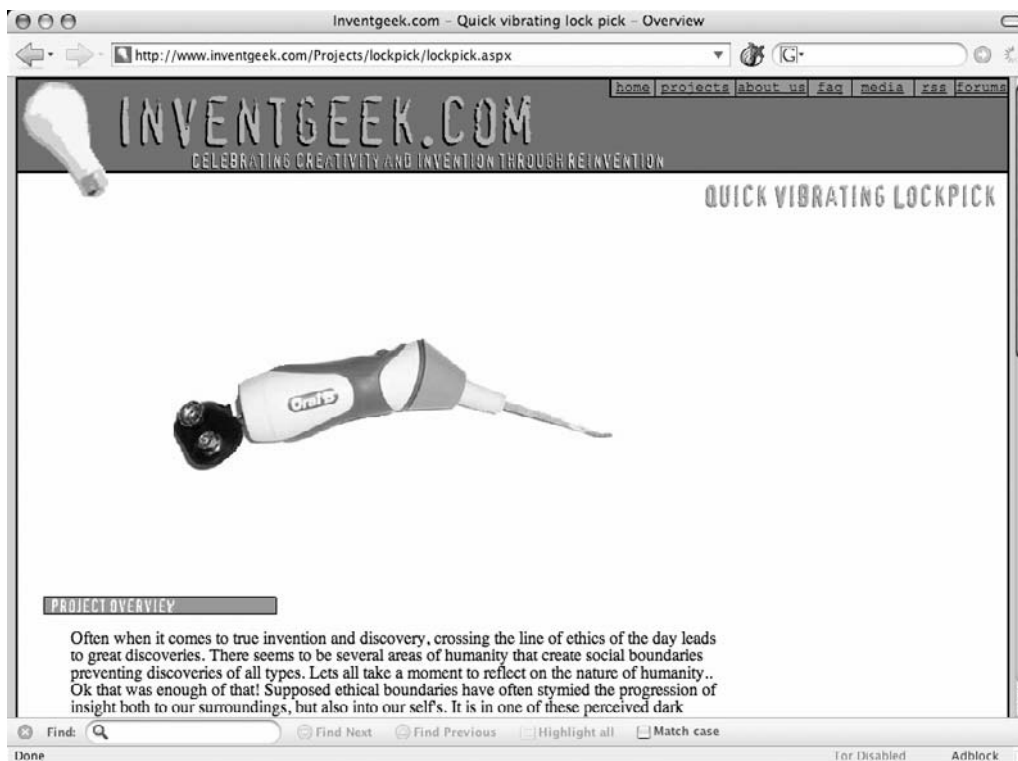 Inventgeek.com – Quick vibrating lock pick – Overview
http://www.inventgeek.com/Projects/lockpick/lockpick.aspx
G
home projects about us faq media rss forums
INVENTGEEK.COM
CELEBRATING CREATIVITY AND INVENTION THROUGH REINVENTION
QUICK VIBRATING LOCKPICK
Oral B
PROJECT OVERVIEW
Often when it comes to true invention and discovery, crossing the line of ethics of the day leads
to great discoveries. There seems to be several areas of humanity that create social boundaries
preventing discoveries of all types. Lets all take a moment to reflect on the nature of humanity..
Ok that was enough of that! Supposed ethical boundaries have often stymied the progression of
insight both to our surroundings, but also into our self's. It is in one of these perceived dark
Find: Find Next Find Previous Highlight all Match case
Done Tor Disabled Adblock